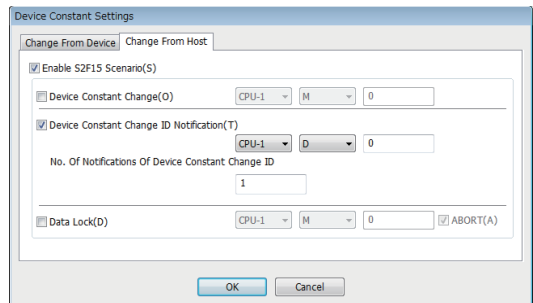 Device Constant Settings
Change From Device Change From Host
Enable S2F15 Scenario(S)
Device Constant Change(O) CPU-1 M 0
Device Constant Change ID Notification(T)
CPU-1 D 0
No. Of Notifications Of Device Constant Change ID
1
Data Lock(D) CPU-1 M 0 ABORT(A)
OK Cancel